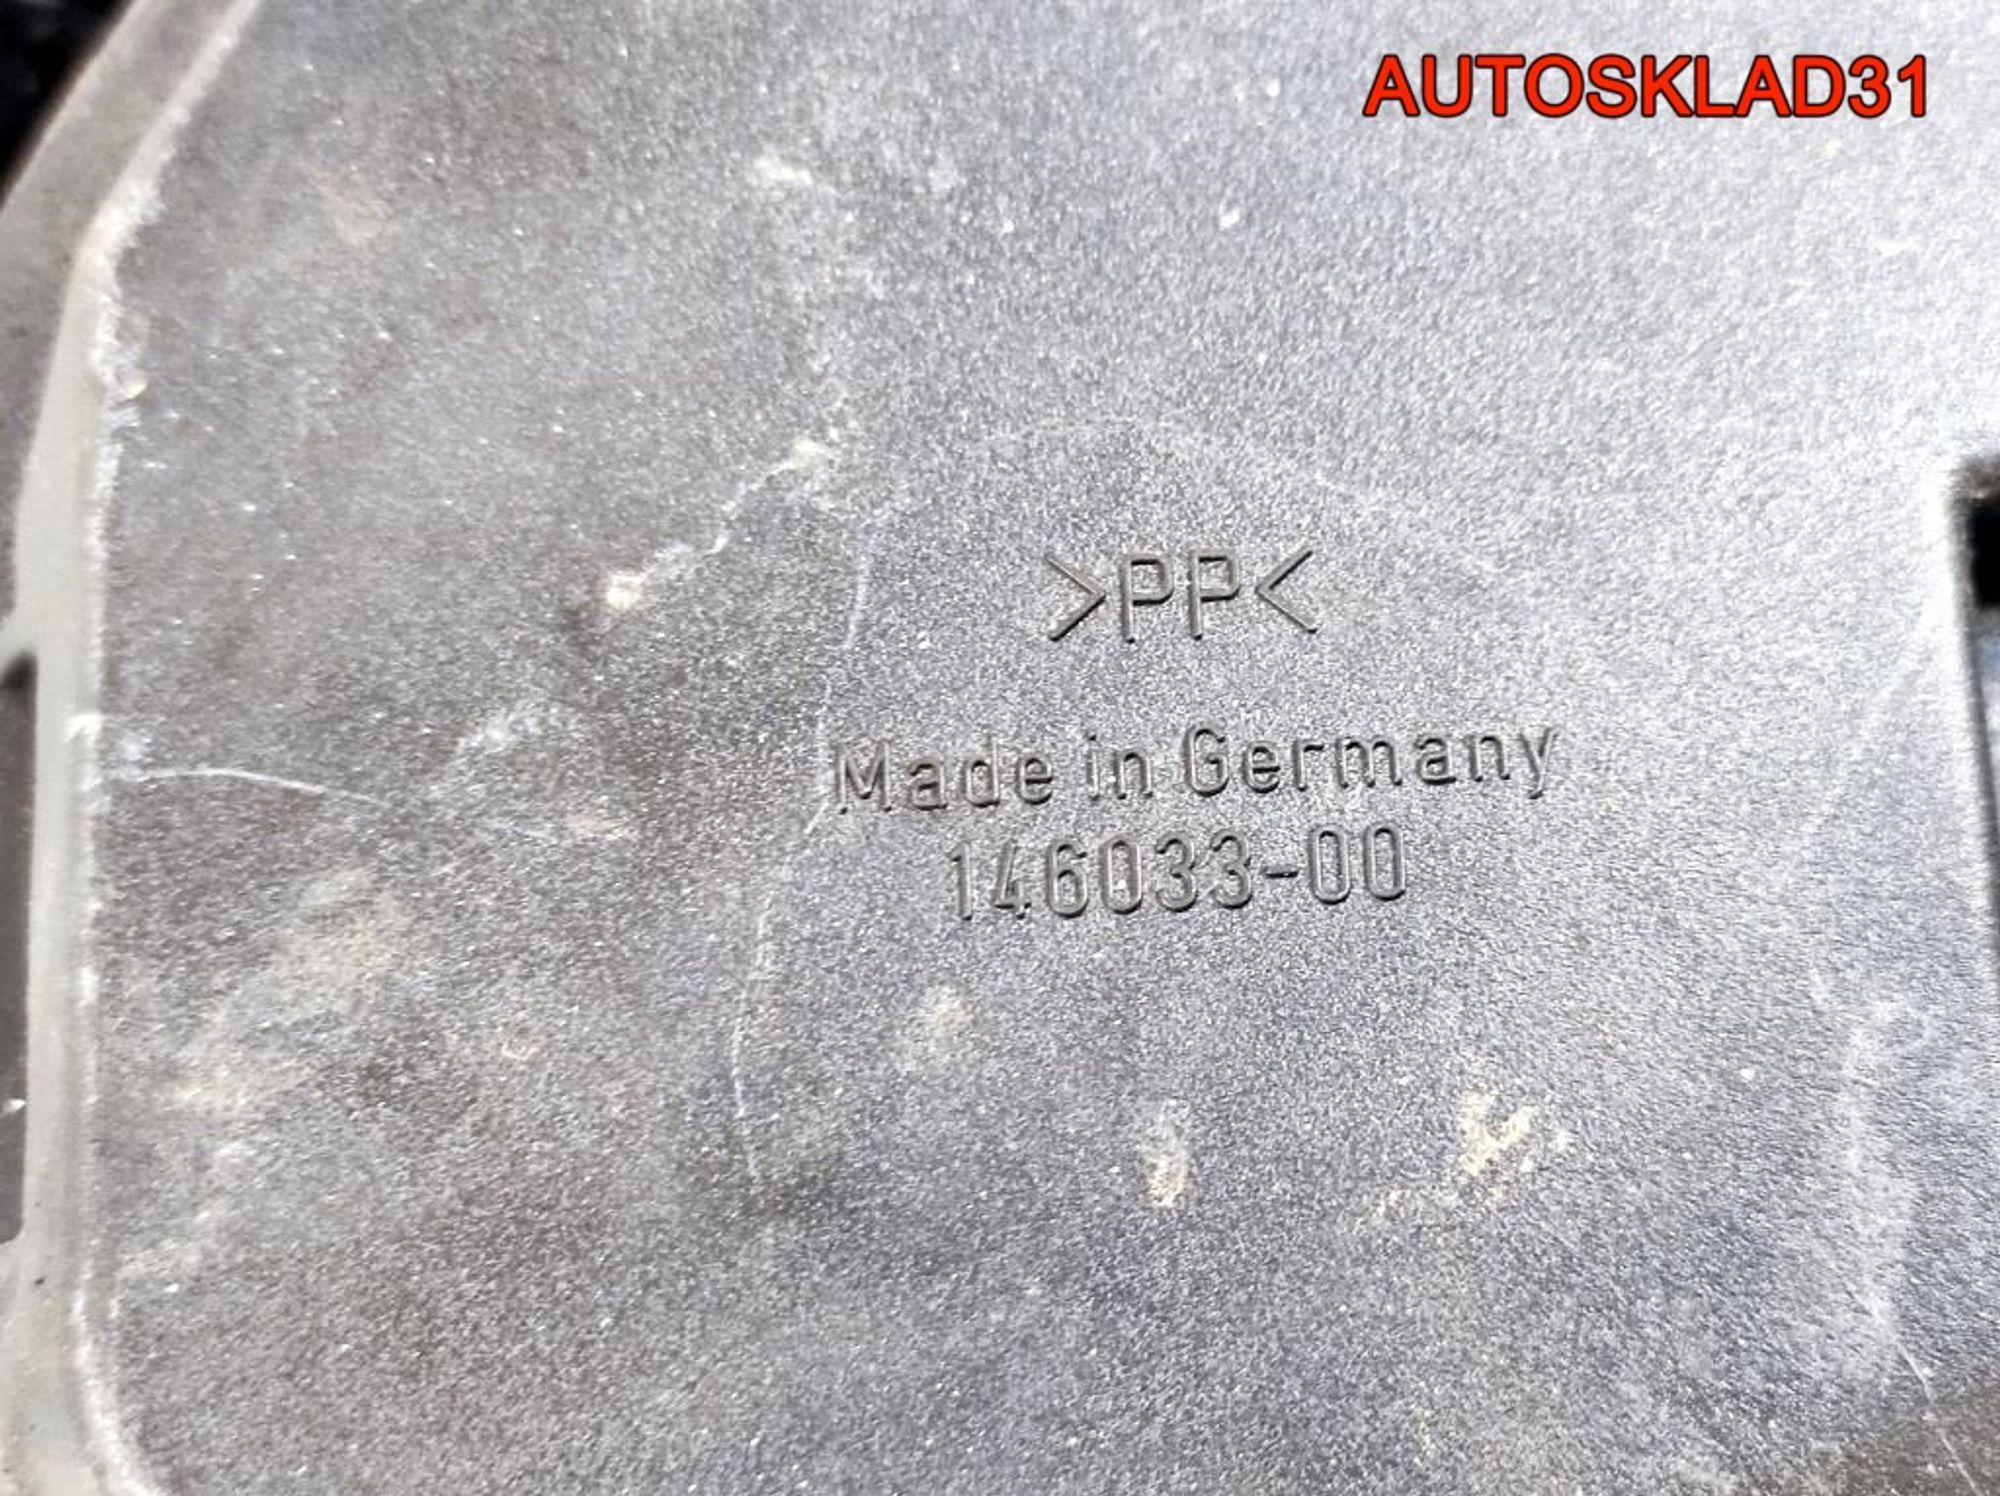 AUTOSKLAD31
>PP<
Made in Germany
146033-00